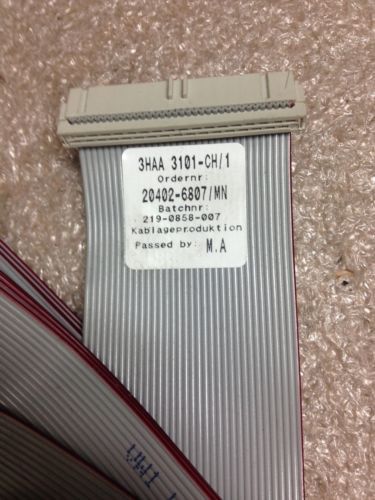 3HAA 3101-CH/1
Ordernr:
20402-6807/MN
Batchnr:
219-0858-007
Kablageproduktion
Passed by: M.A